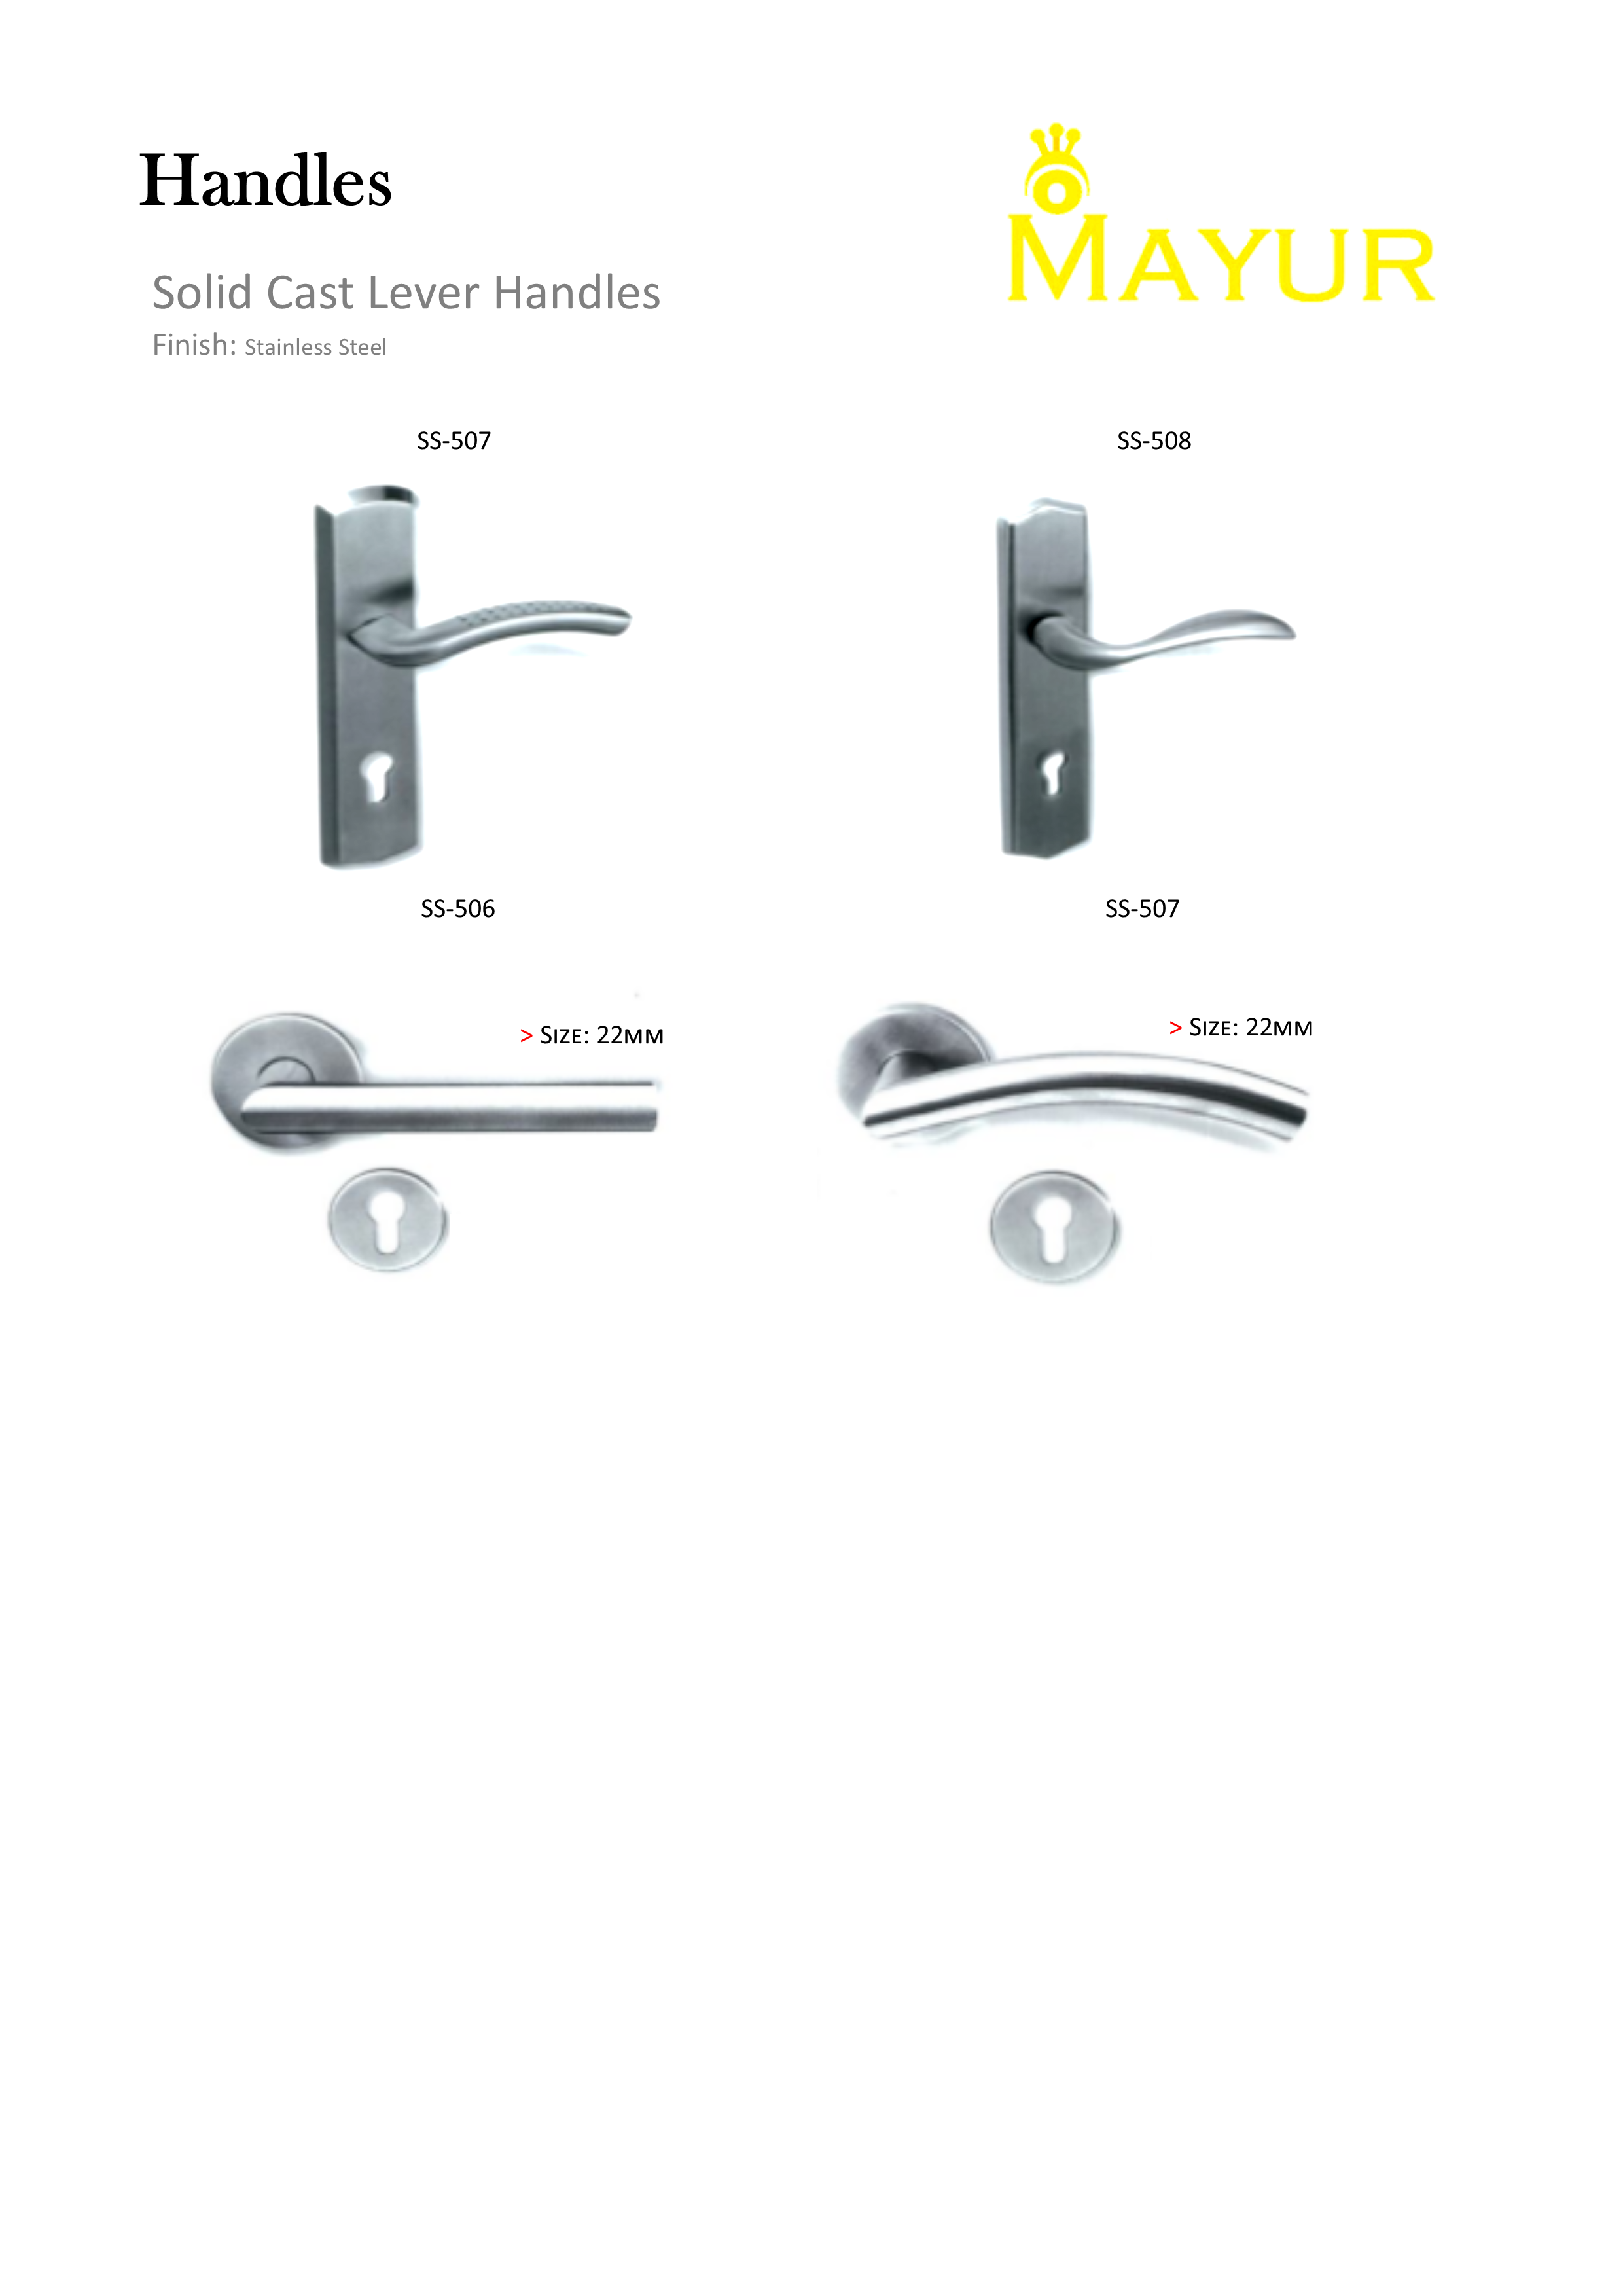 Handles
MAYUR
Solid Cast Lever Handles
Finish: Stainless Steel
SS-507
SS-508
SS-506
SS-507
> Size: 22mm
> Size: 22mm